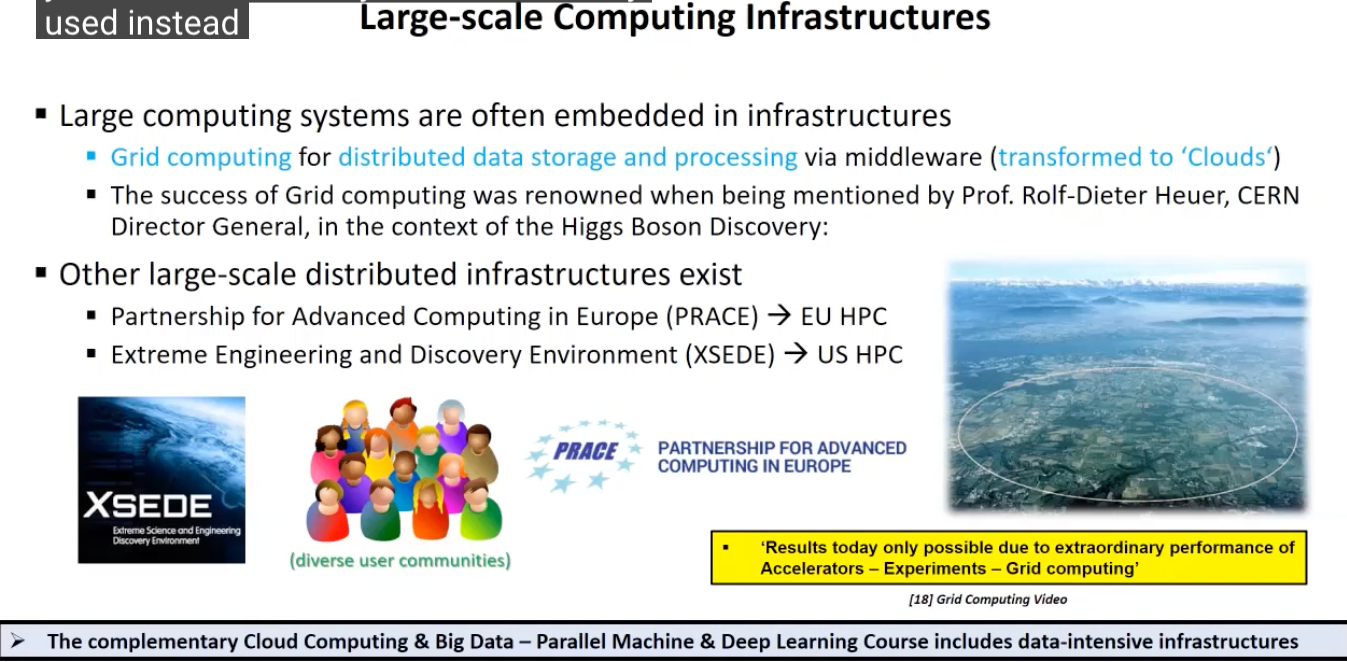 used instead
Large-scale Computing Infrastructures
▪ Large computing systems are often embedded in infrastructures
▪ Grid computing for distributed data storage and processing via middleware (transformed to ‘Clouds‘)
▪ The success of Grid computing was renowned when being mentioned by Prof. Rolf-Dieter Heuer, CERN
Director General, in the context of the Higgs Boson Discovery:
▪ Other large-scale distributed infrastructures exist
▪ Partnership for Advanced Computing in Europe (PRACE) → EU HPC
▪ Extreme Engineering and Discovery Environment (XSEDE) → US HPC
XSEDE
Extreme Science and Engineering
Discovery Environment
(diverse user communities)
PRACE
PARTNERSHIP FOR ADVANCED
COMPUTING IN EUROPE
▪ ‘Results today only possible due to extraordinary performance of
Accelerators – Experiments – Grid computing’
[18] Grid Computing Video
➢ The complementary Cloud Computing & Big Data – Parallel Machine & Deep Learning Course includes data-intensive infrastructures